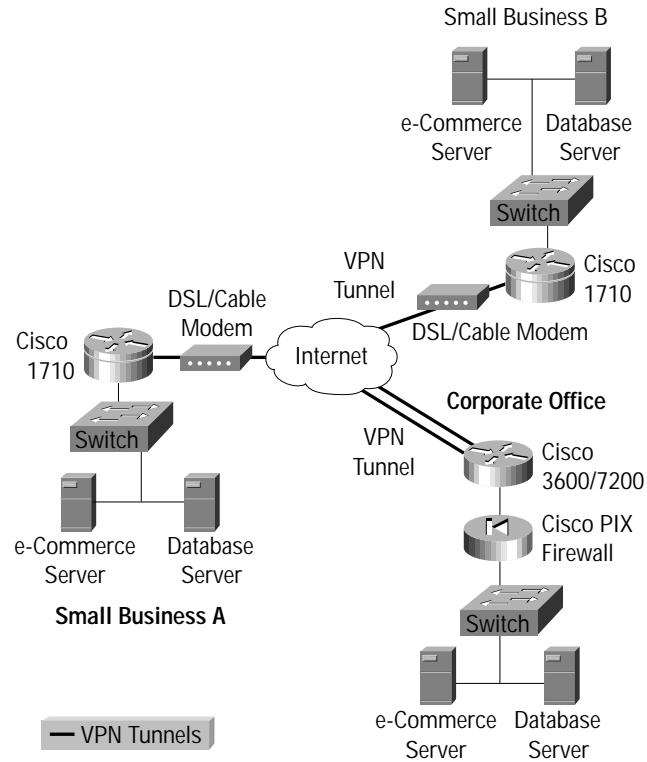 Small Business B
e-Commerce
Server
Database
Server
Switch
VPN
Tunnel
Cisco
1710
DSL/Cable Modem
DSL/Cable
Modem
Cisco
1710
Internet
Switch
e-Commerce
Server
Database
Server
Small Business A
Corporate Office
VPN
Tunnel
Cisco
3600/7200
Cisco PIX
Firewall
Switch
e-Commerce
Server
Database
Server
VPN Tunnels